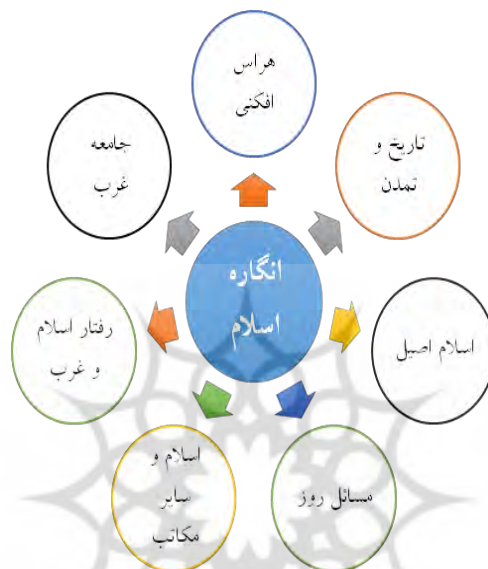 هراس
افکنی
تاریخ و
تمدن
جامعه
غرب
انگاره
اسلام
اسلام اصیل
رفتار اسلام
و غرب
مسائل روز
اسلام و
سایر
مکاتب